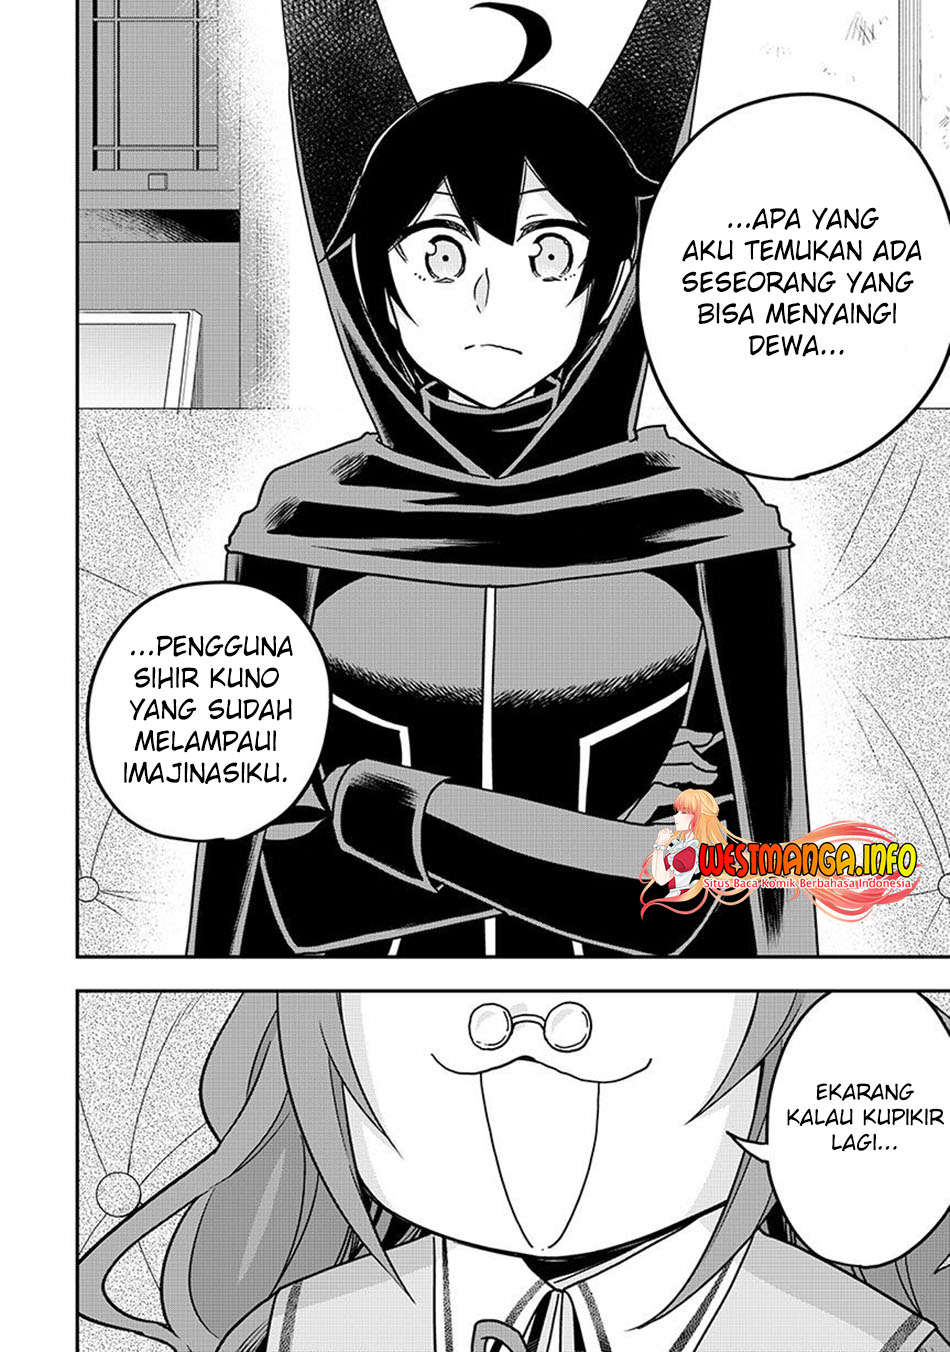 ...APA YANG
AKU TEMUKAN ADA
SESEORANG YANG
BISA MENYAINGI
DEWA...
...PENGGUNA
SIHIR KUNO
YANG SUDAH
MELAMPAUI
IMAJINASIKU.
WESTMANGA.INFO
Situs Baca Komik Berbahasa Indonesia
EKARANG
KALAU KUPIKIR
LAGI...